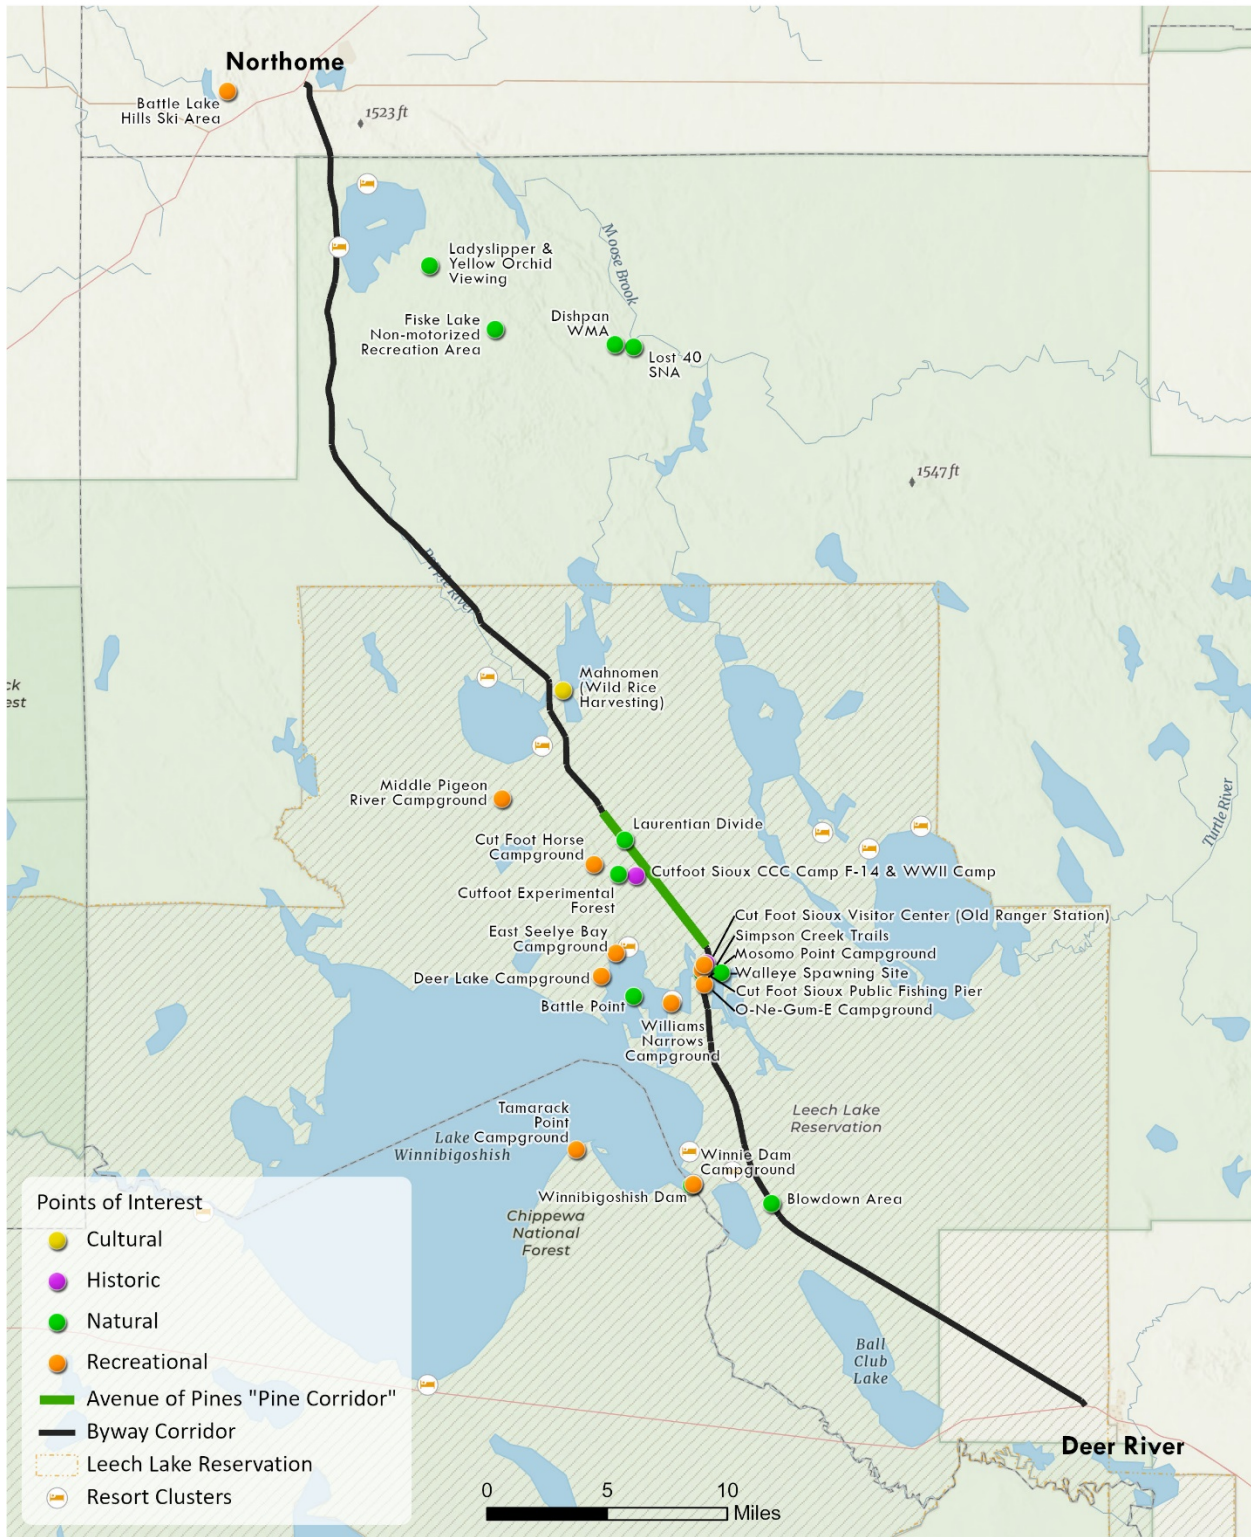 Northome
Battle Lake
Hills Ski Area
1523 ft
Ladyslipper &
Yellow Orchid
Viewing
Moose Brook
Fiske Lake
Non-motorized
Recreation Area
Dishpan
WMA
Lost 40
SNA
1547 ft
Popple River
Mahnomen
(Wild Rice
Harvesting)
ck
est
Middle Pigeon
River Campground
Laurentian Divide
Turtle River
Cut Foot Horse
Campground
Cutfoot Sioux CCC Camp F-14 & WWII Camp
Cutfoot Experimental
Forest
Cut Foot Sioux Visitor Center (Old Ranger Station)
East Seelye Bay
Campground
Simpson Creek Trails
Mosomo Point Campground
Deer Lake Campground
Walleye Spawning Site
Cut Foot Sioux Public Fishing Pier
Battle Point
O-Ne-Gum-E Campground
Williams
Narrows
Campground
Tamarack
Point
Campground
Lake
Winnibigoshish
Leech Lake
Reservation
Winnie Dam
Campground
Winnibigoshish Dam
Blowdown Area
Chippewa
National
Forest
Ball
Club
Lake
Points of Interest
Cultural
Historic
Natural
Recreational
Avenue of Pines "Pine Corridor"
Byway Corridor
Leech Lake Reservation
Resort Clusters
Deer River
0 5 10
Miles